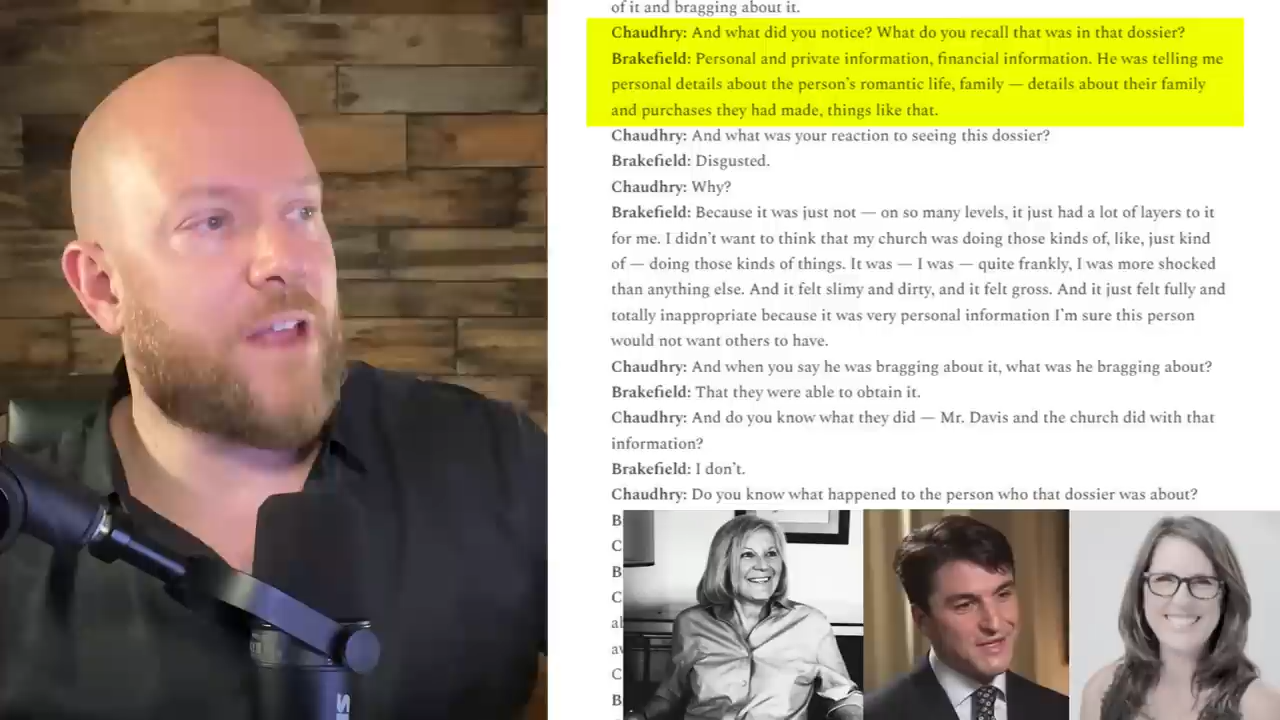 of it and bragging about it.
Chaudhry: And what did you notice? What do you recall that was in that dossier?
Brakefield: Personal and private information, financial information. He was telling me
personal details about the person's romantic life, family — details about their family
and purchases they had made, things like that.
Chaudhry: And what was your reaction to seeing this dossier?
Brakefield: Disgusted.
Chaudhry: Why?
Brakefield: Because it was just not — on so many levels, it just had a lot of layers to it
for me. I didn't want to think that my church was doing those kinds of, like, just kind
of — doing those kinds of things. It was — I was — quite frankly, I was more shocked
than anything else. And it felt slimy and dirty, and it felt gross. And it just felt fully and
totally inappropriate because it was very personal information I'm sure this person
would not want others to have.
Chaudhry: And when you say he was bragging about it, what was he bragging about?
Brakefield: That they were able to obtain it.
Chaudhry: And do you know what they did — Mr. Davis and the church did with that
information?
Brakefield: I don't.
Chaudhry: Do you know what happened to the person who that dossier was about?